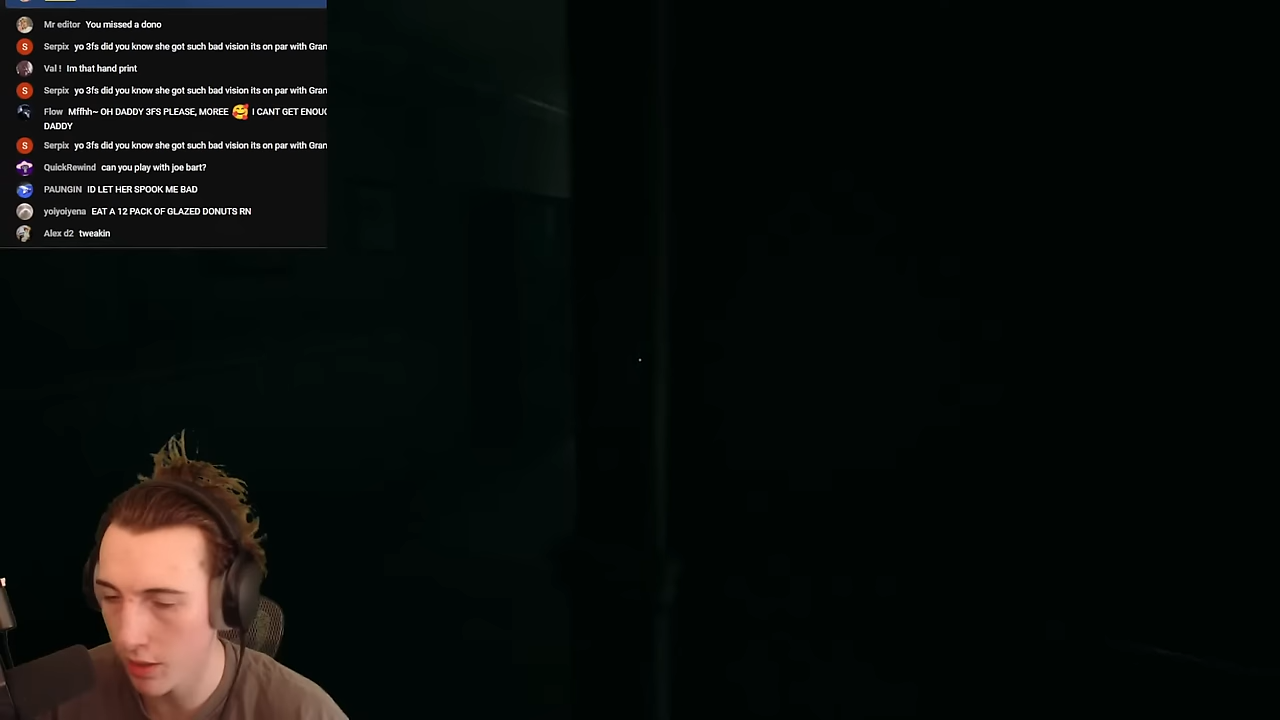 Mr editor You missed a dono
Serpix yo 3fs did you know she got such bad vision its on par with Gran
Val ! Im that hand print
Serpix yo 3fs did you know she got such bad vision its on par with Gran
Flow Mffhh~ OH DADDY 3FS PLEASE, MOREE 🥰 I CANT GET ENOUG
DADDY
Serpix yo 3fs did you know she got such bad vision its on par with Gran
QuickRewind can you play with joe bart?
PAUNGIN ID LET HER SPOOK ME BAD
yoiyoiyena EAT A 12 PACK OF GLAZED DONUTS RN
Alex d2 tweakin